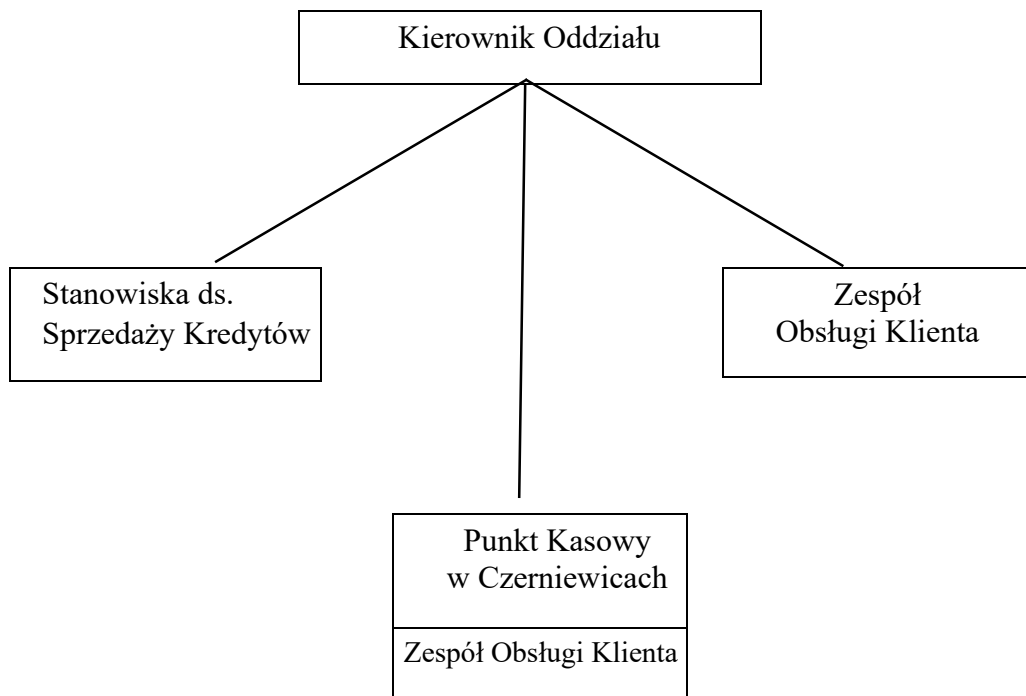 Kierownik Oddziału
Stanowiska ds.
Sprzedaży Kredytów
Zespół
Obsługi Klienta
Punkt Kasowy
w Czerniewicach
Zespół Obsługi Klienta